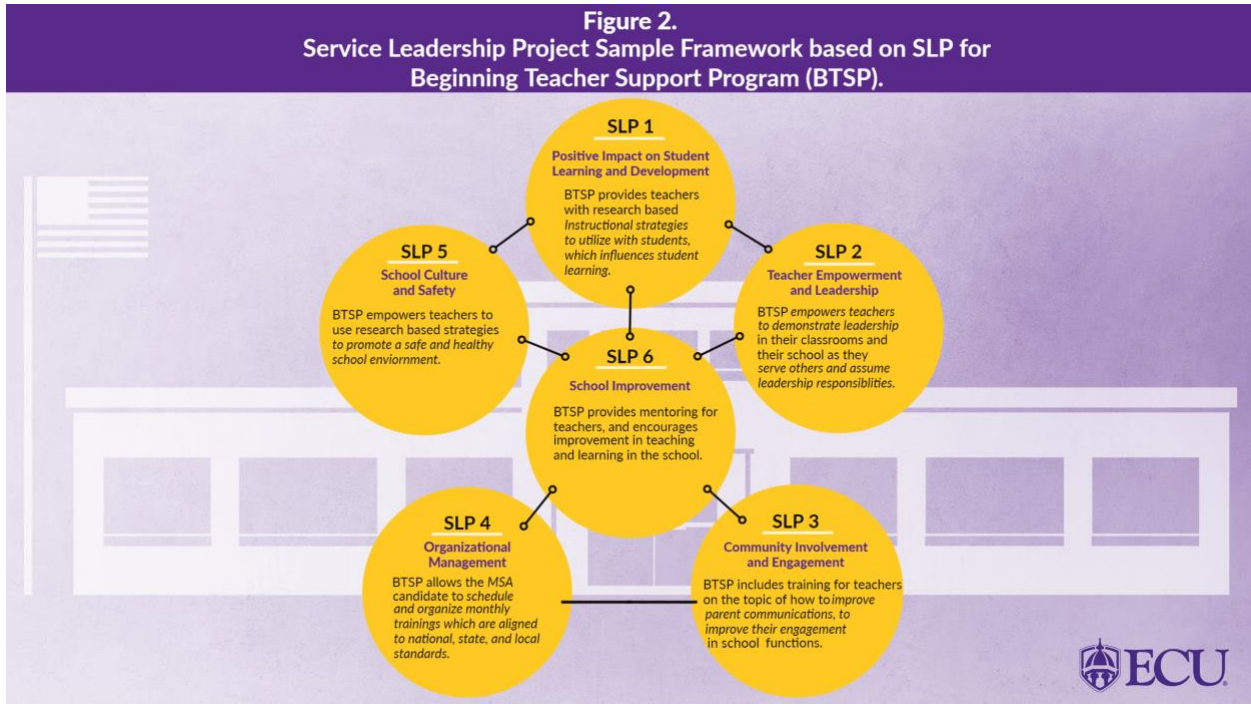 Figure 2.
Service Leadership Project Sample Framework based on SLP for
Beginning Teacher Support Program (BTSP).
SLP 1
Positive Impact on Student
Learning and Development
BTSP provides teachers
with research based
Instructional strategies
to utilize with students,
which influences student
learning.
SLP 2
Teacher Empowerment
and Leadership
BTSP empowers teachers
to demonstrate leadership
in their classrooms and
their school as they
serve others and assume
leadership responsiblities.
SLP 3
Community Involvement
and Engagement
BTSP includes training for teachers
on the topic of how to improve
parent communications, to
improve their engagement
in school functions.
SLP 4
Organizational
Management
BTSP allows the MSA
candidate to schedule
and organize monthly
trainings which are aligned
to national, state, and local
standards.
SLP 5
School Culture
and Safety
BTSP empowers teachers to
use research based strategies
to promote a safe and healthy
school enviornment.
SLP 6
School Improvement
BTSP provides mentoring for
teachers, and encourages
improvement in teaching
and learning in the school.
ECU